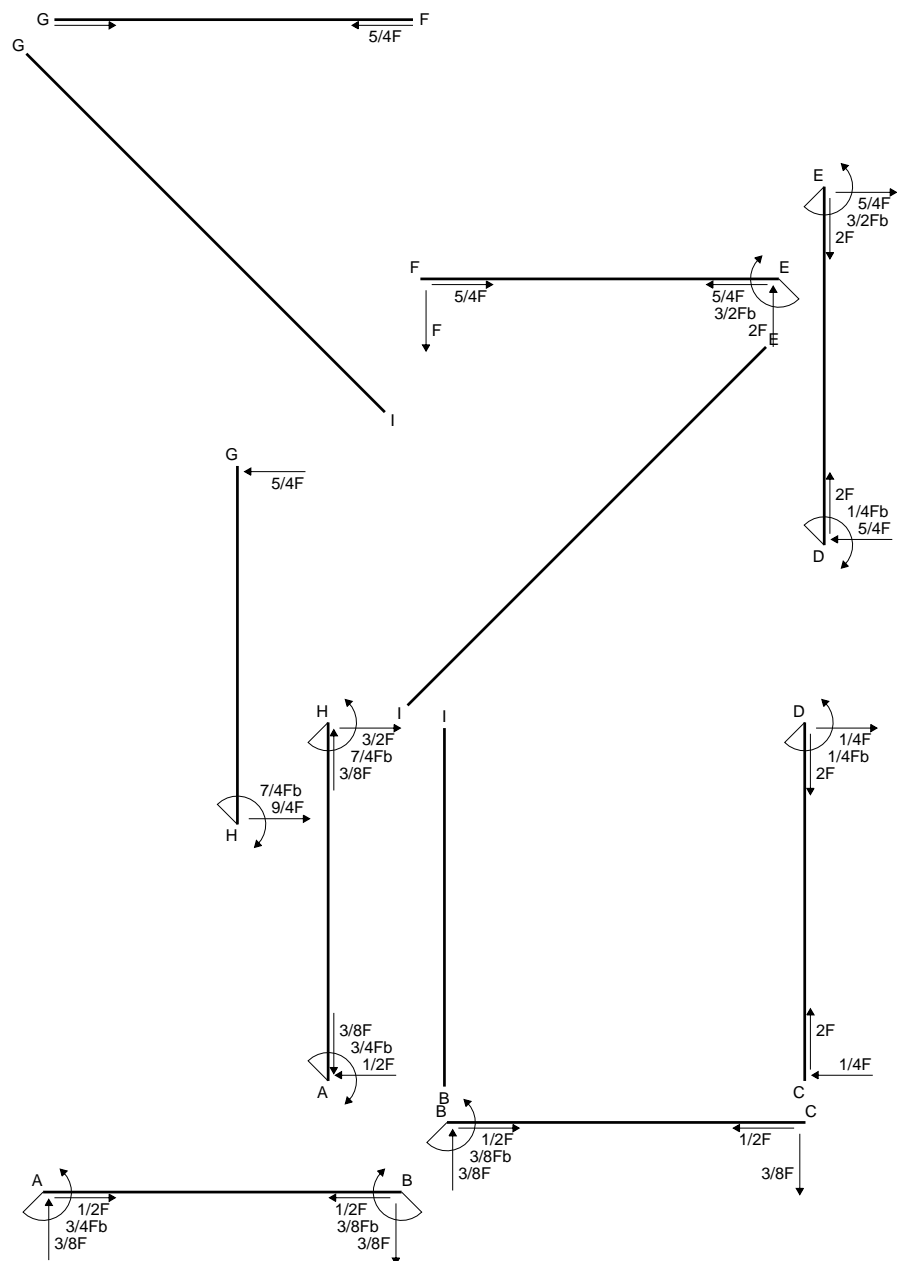 G F
5/4F
G
E
5/4F
3/2Fb
2F
F E
5/4F 5/4F
3/2Fb
F 2F
E
I
G
5/4F
2F
1/4Fb
5/4F
D
H I I D
3/2F 1/4F
7/4Fb 1/4Fb
3/8F 2F
7/4Fb
9/4F
H
3/8F 2F
3/4Fb
1/2F 1/4F
A B C
B C
1/2F 1/2F
3/8Fb
3/8F 3/8F
A B
1/2F 1/2F
3/4Fb 3/8Fb
3/8F 3/8F